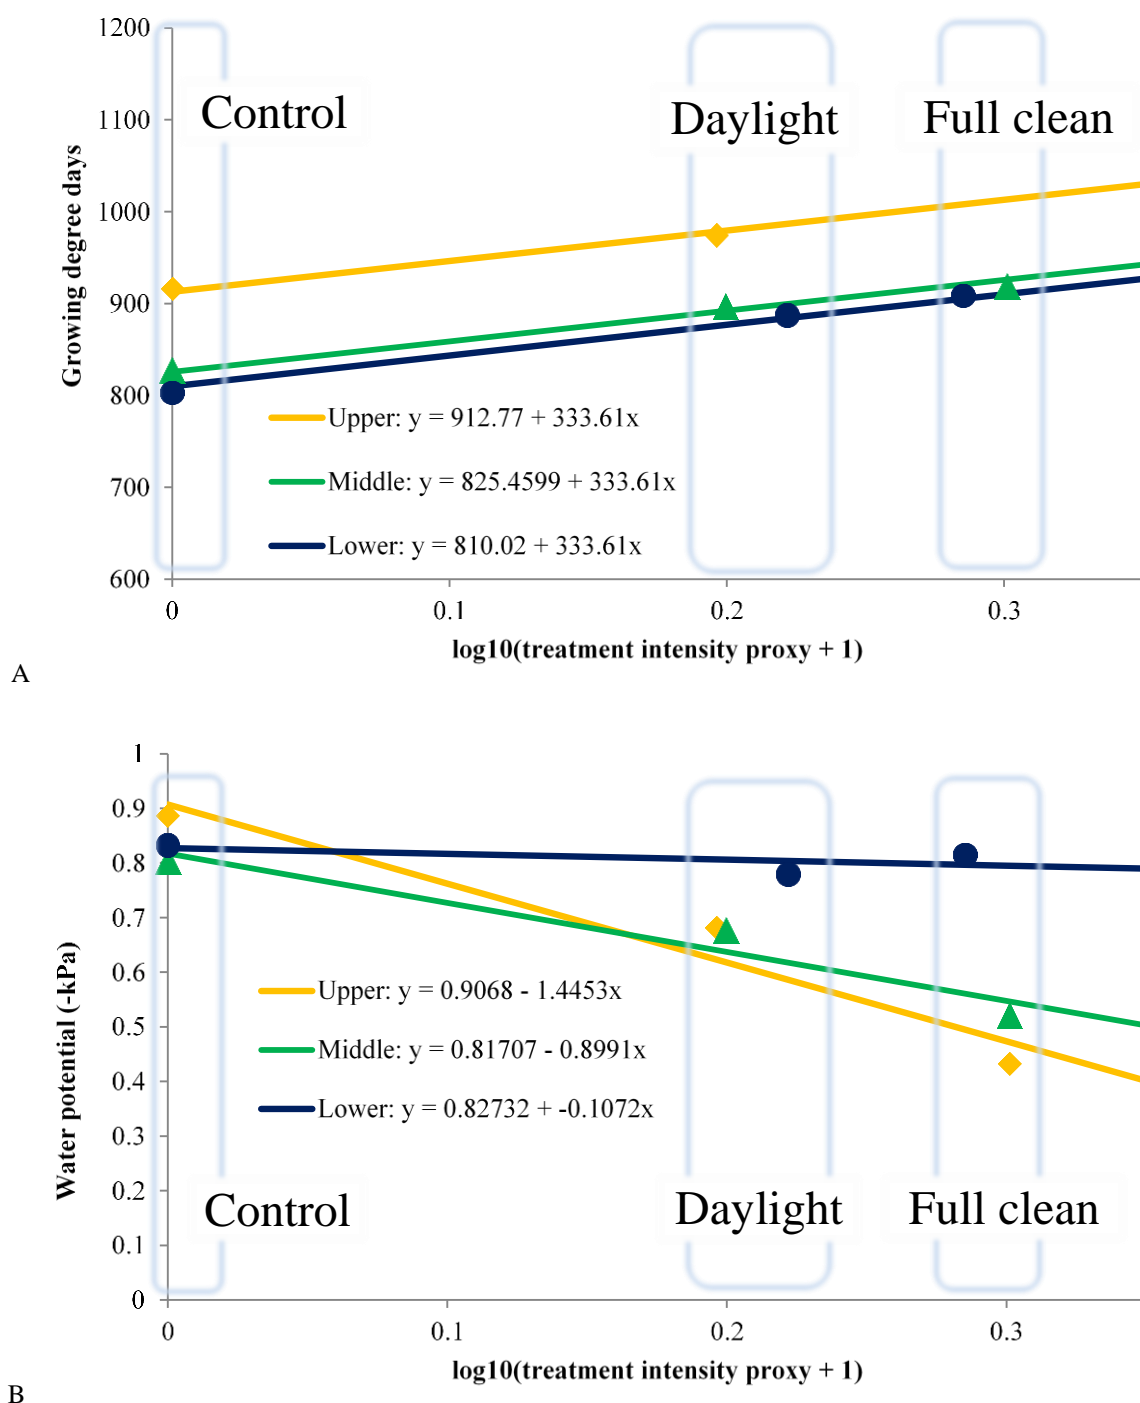 1200
1100
1000
900
800
700
600
Growing degree days
Control
Daylight
Full clean
Upper: y = 912.77 + 333.61x
Middle: y = 825.4599 + 333.61x
Lower: y = 810.02 + 333.61x
0
0.1
0.2
0.3
log10(treatment intensity proxy + 1)
A
1
0.9
0.8
0.7
0.6
0.5
0.4
0.3
0.2
0.1
0
Water potential (-kPa)
Upper: y = 0.9068 - 1.4453x
Middle: y = 0.81707 - 0.8991x
Lower: y = 0.82732 + -0.1072x
Control
Daylight
Full clean
0
0.1
0.2
0.3
log10(treatment intensity proxy + 1)
B